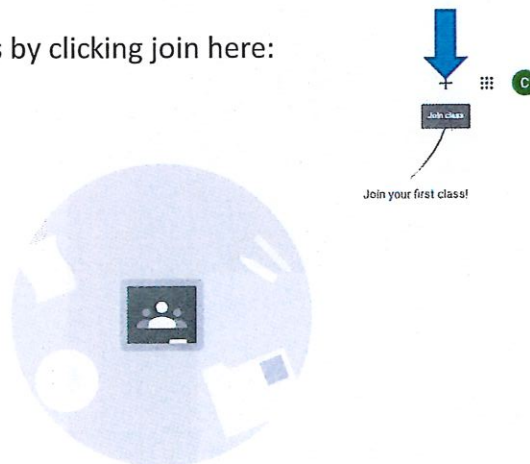 s by clicking join here:
+
C
Join class
Join your first class!